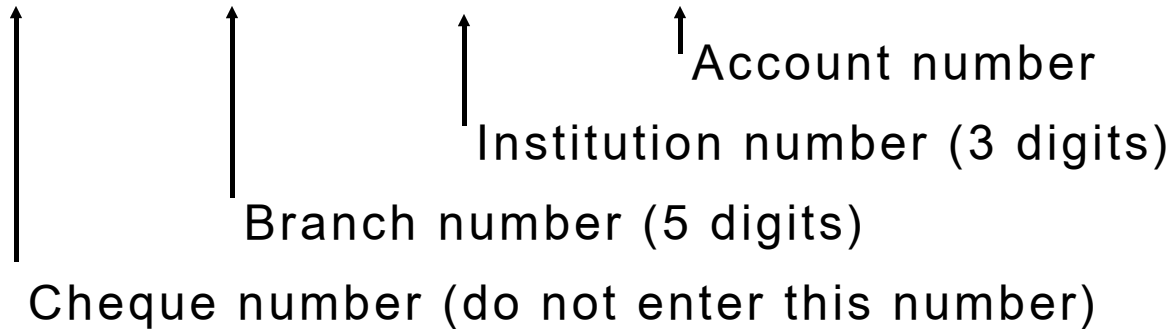 Account number
Institution number (3 digits)
Branch number (5 digits)
Cheque number (do not enter this number)